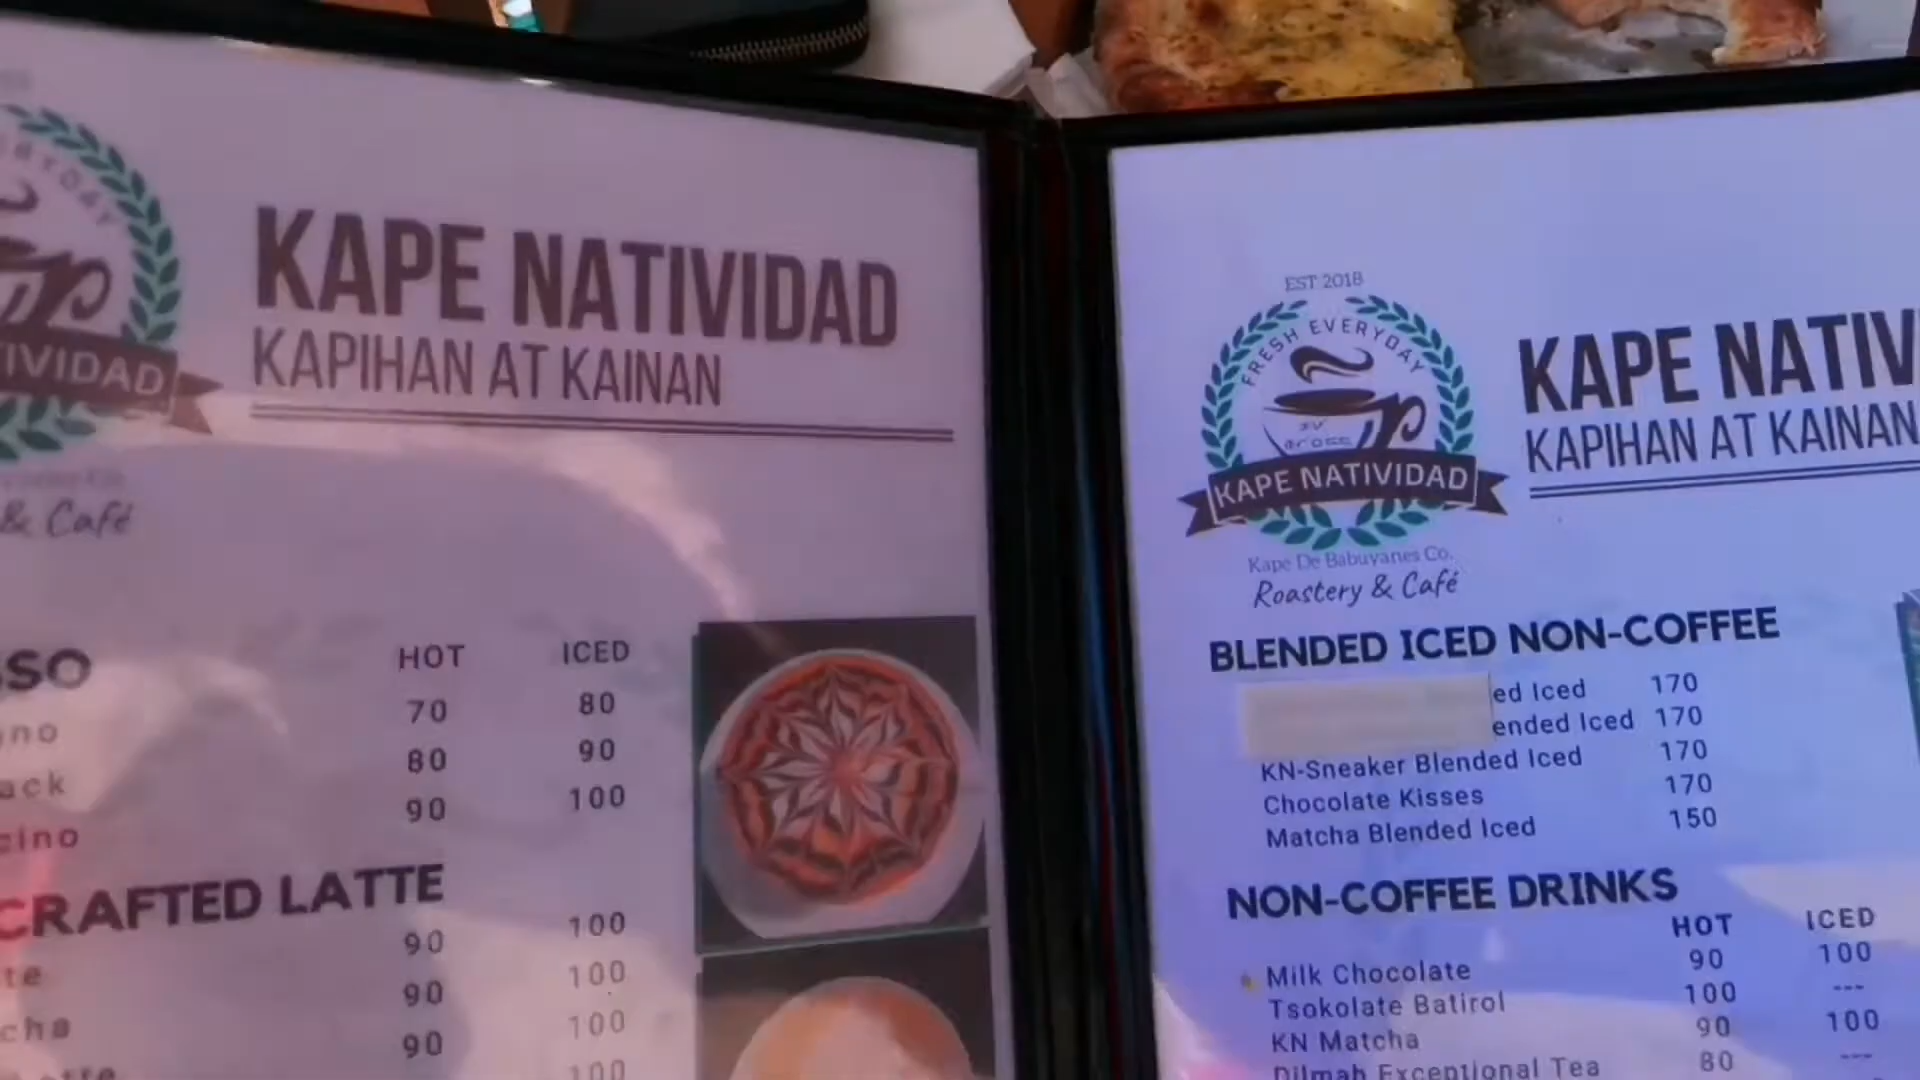 KAPE NATIVIDAD
KAPIHAN AT KAINAN
& Café
HOT ICED
70 80
80 90
90 100
CRAFTED LATTE
90 100
90 100
90 100
100
EST 2018
FRESH EVERYDAY
KAPE NATIVIDAD
Kape De Babuyanes Co.
Roastery & Café
KAPE NATIV
KAPIHAN AT KAINAN
BLENDED ICED NON-COFFEE
ed Iced 170
ended Iced 170
KN-Sneaker Blended Iced 170
Chocolate Kisses 170
Matcha Blended Iced 150
NON-COFFEE DRINKS
HOT ICED
Milk Chocolate 90 100
Tsokolate Batirol 100 ---
KN Matcha 90 100
Dilmah Exceptional Tea 80 ---